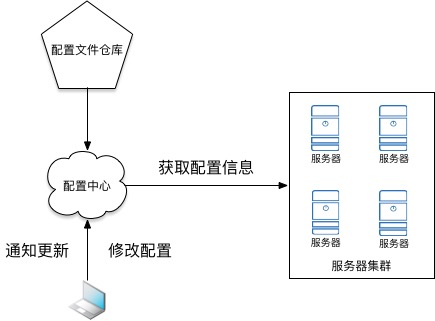 配置文件仓库
获取配置信息
配置中心
服务器
服务器
服务器
服务器
服务器集群
通知更新
修改配置